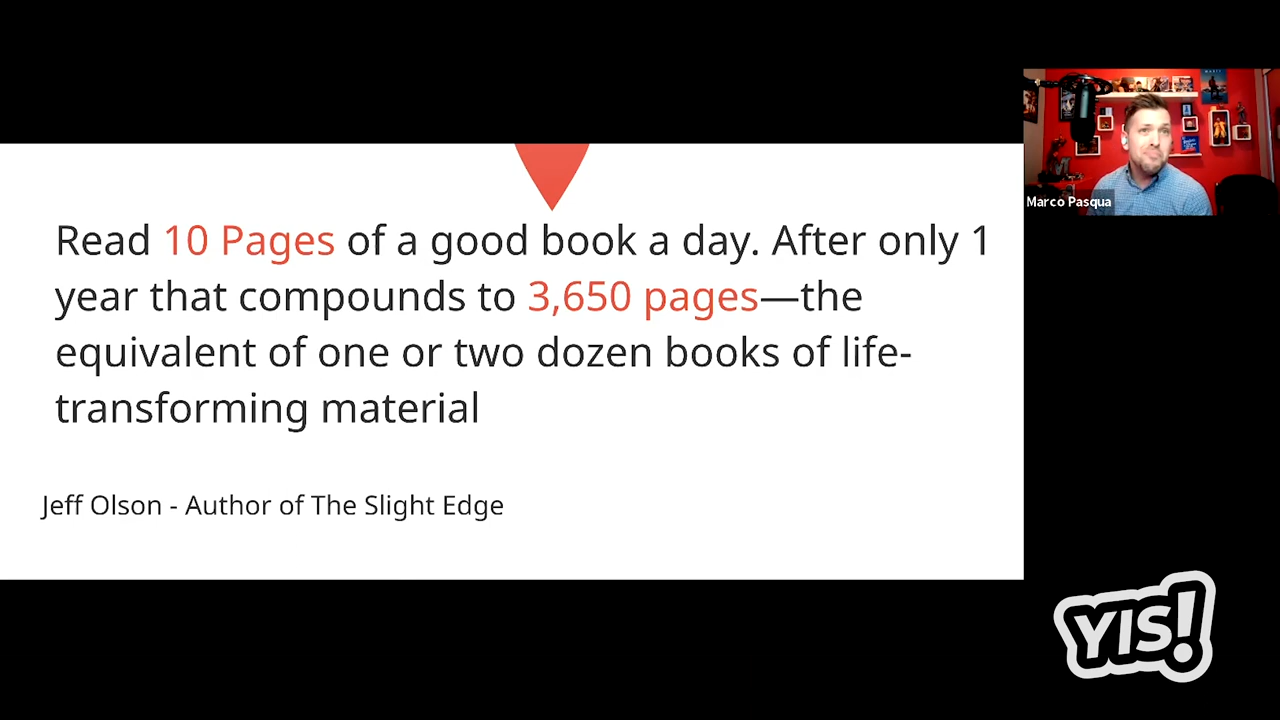 Read 10 Pages of a good book a day. After only 1
year that compounds to 3,650 pages—the
equivalent of one or two dozen books of life-
transforming material
Jeff Olson - Author of The Slight Edge
Marco Pasqua
YIS!